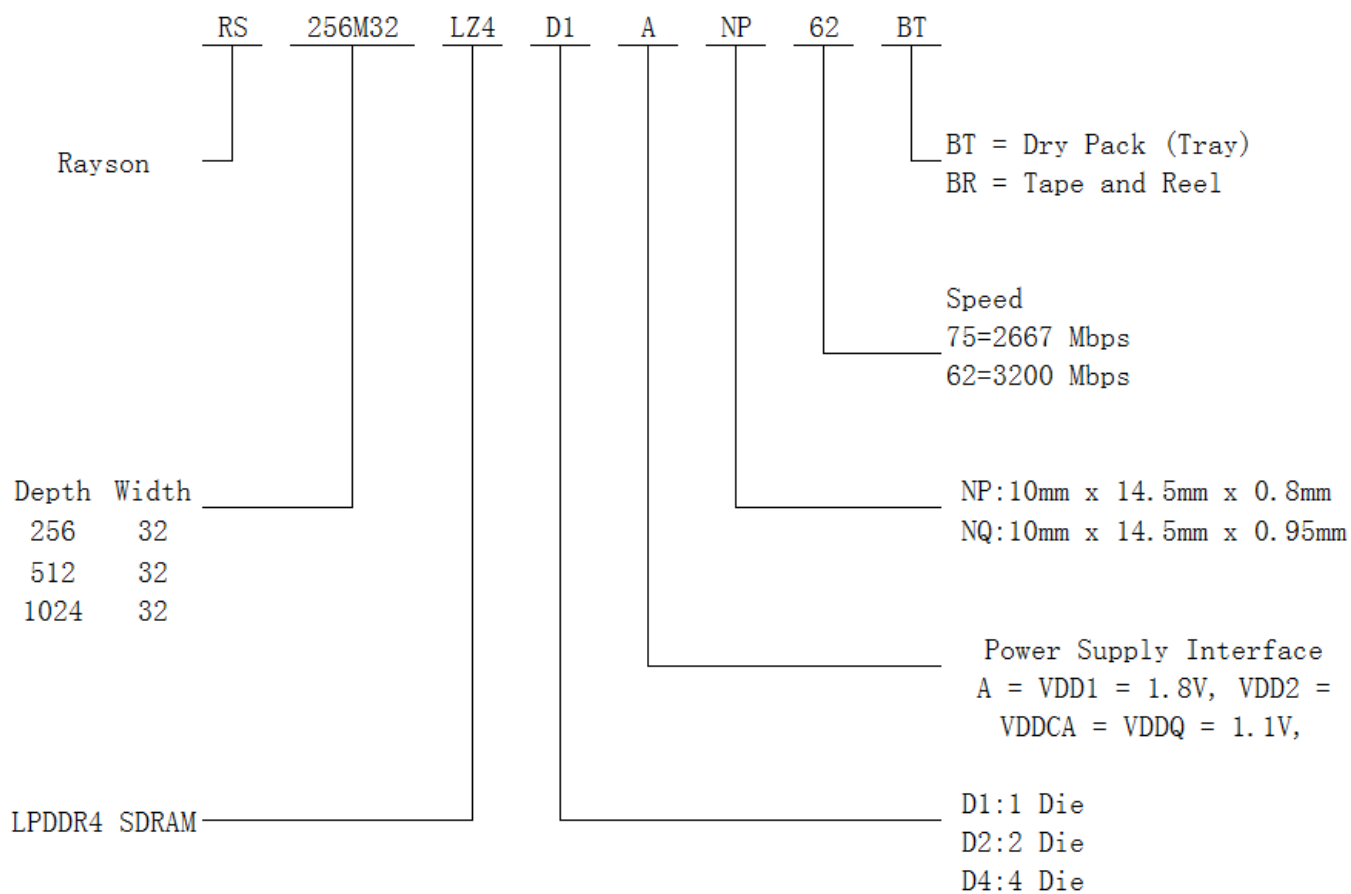 RS 256M32 LZ4 D1 A NP 62 BT
Rayson
BT = Dry Pack (Tray)
BR = Tape and Reel
Speed
75=2667 Mbps
62=3200 Mbps
Depth Width
256 32
512 32
1024 32
NP:10mm x 14.5mm x 0.8mm
NQ:10mm x 14.5mm x 0.95mm
Power Supply Interface
A = VDD1 = 1.8V, VDD2 =
VDDCA = VDDQ = 1.1V,
LPDDR4 SDRAM
D1:1 Die
D2:2 Die
D4:4 Die